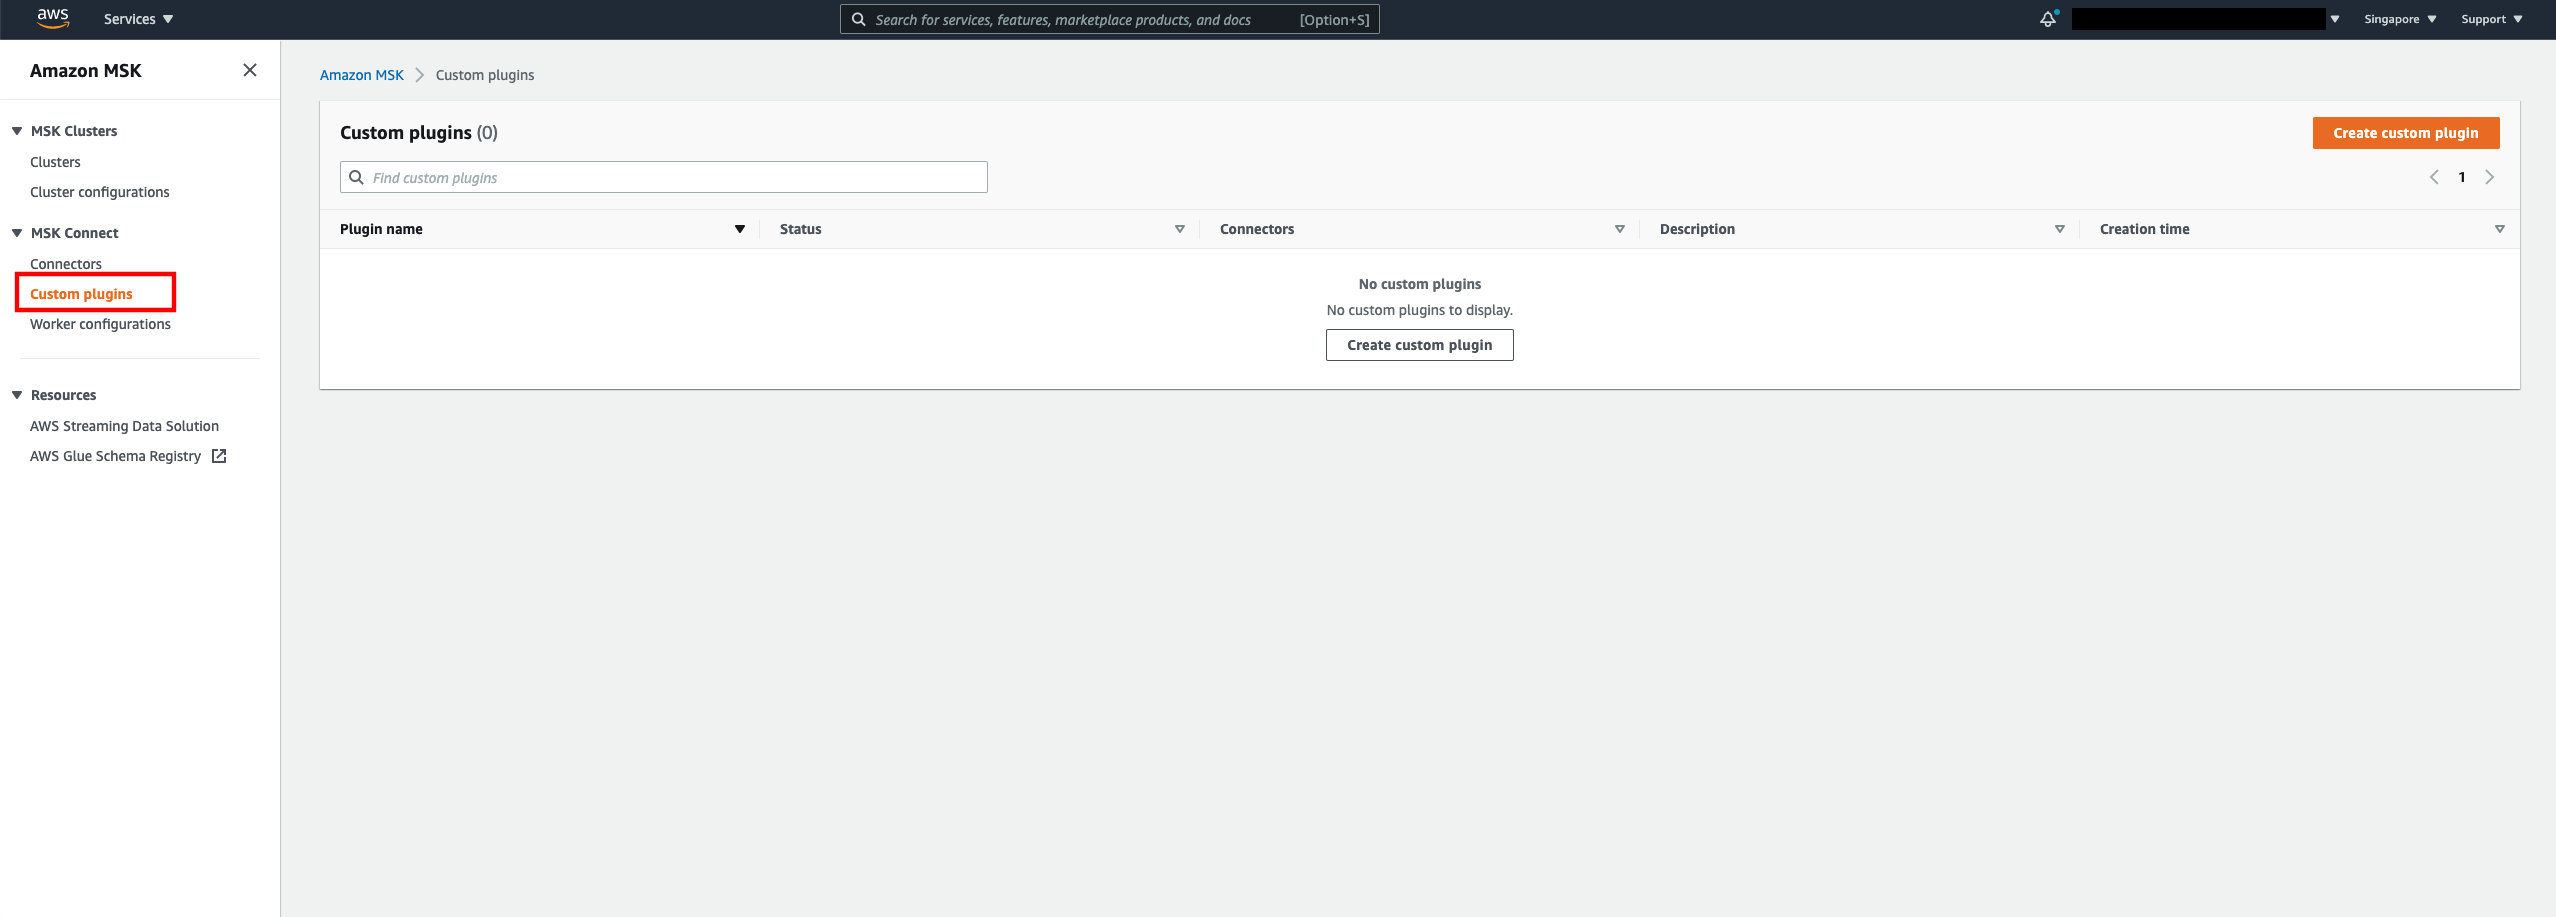 aws Services Search for services, features, marketplace products, and docs [Option+S] Singapore Support
Amazon MSK
MSK Clusters
Clusters
Cluster configurations
MSK Connect
Connectors
Custom plugins
Worker configurations
Resources
AWS Streaming Data Solution
AWS Glue Schema Registry
Amazon MSK Custom plugins
Custom plugins (0) Create custom plugin
Find custom plugins 1
Plugin name Status Connectors Description Creation time
No custom plugins
No custom plugins to display.
Create custom plugin